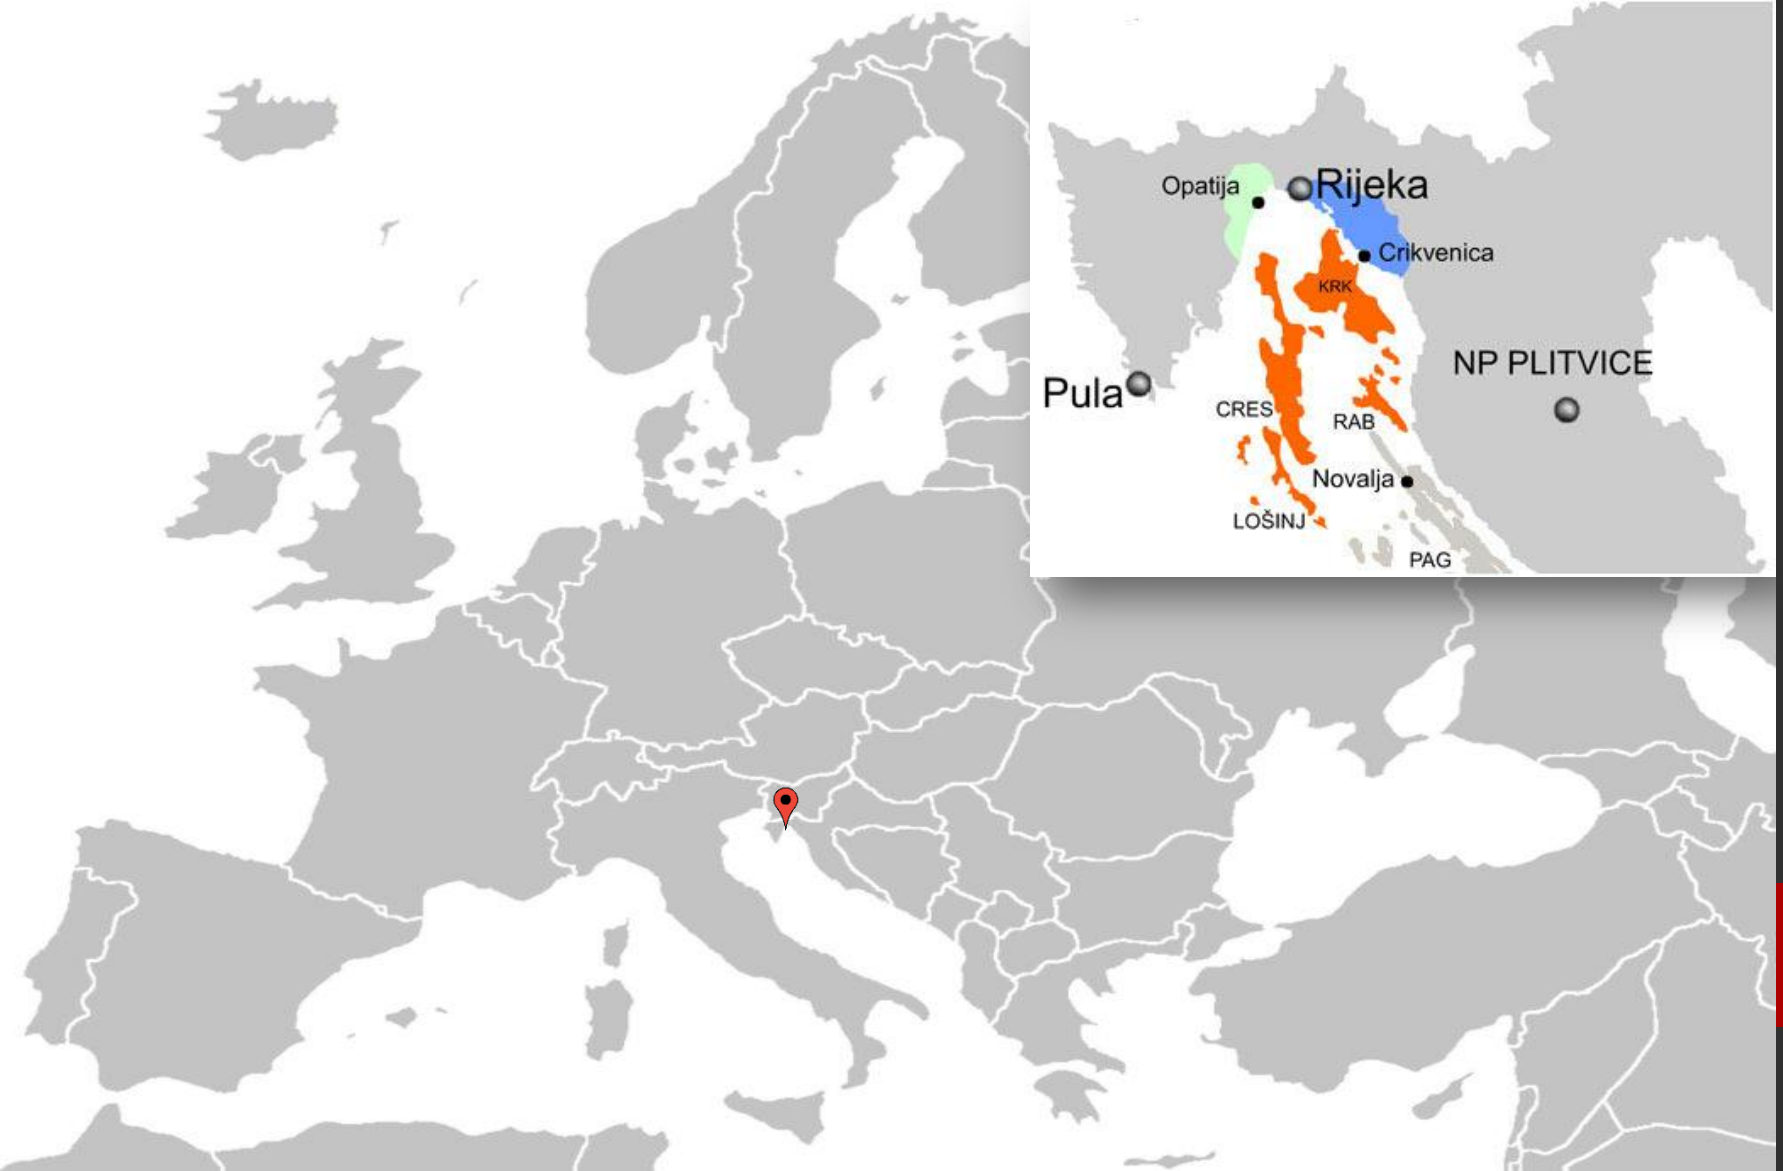 Opatija
Rijeka
Crikvenica
KRK
NP PLITVICE
Pula
CRES
RAB
Novalja
LOŠINJ
PAG